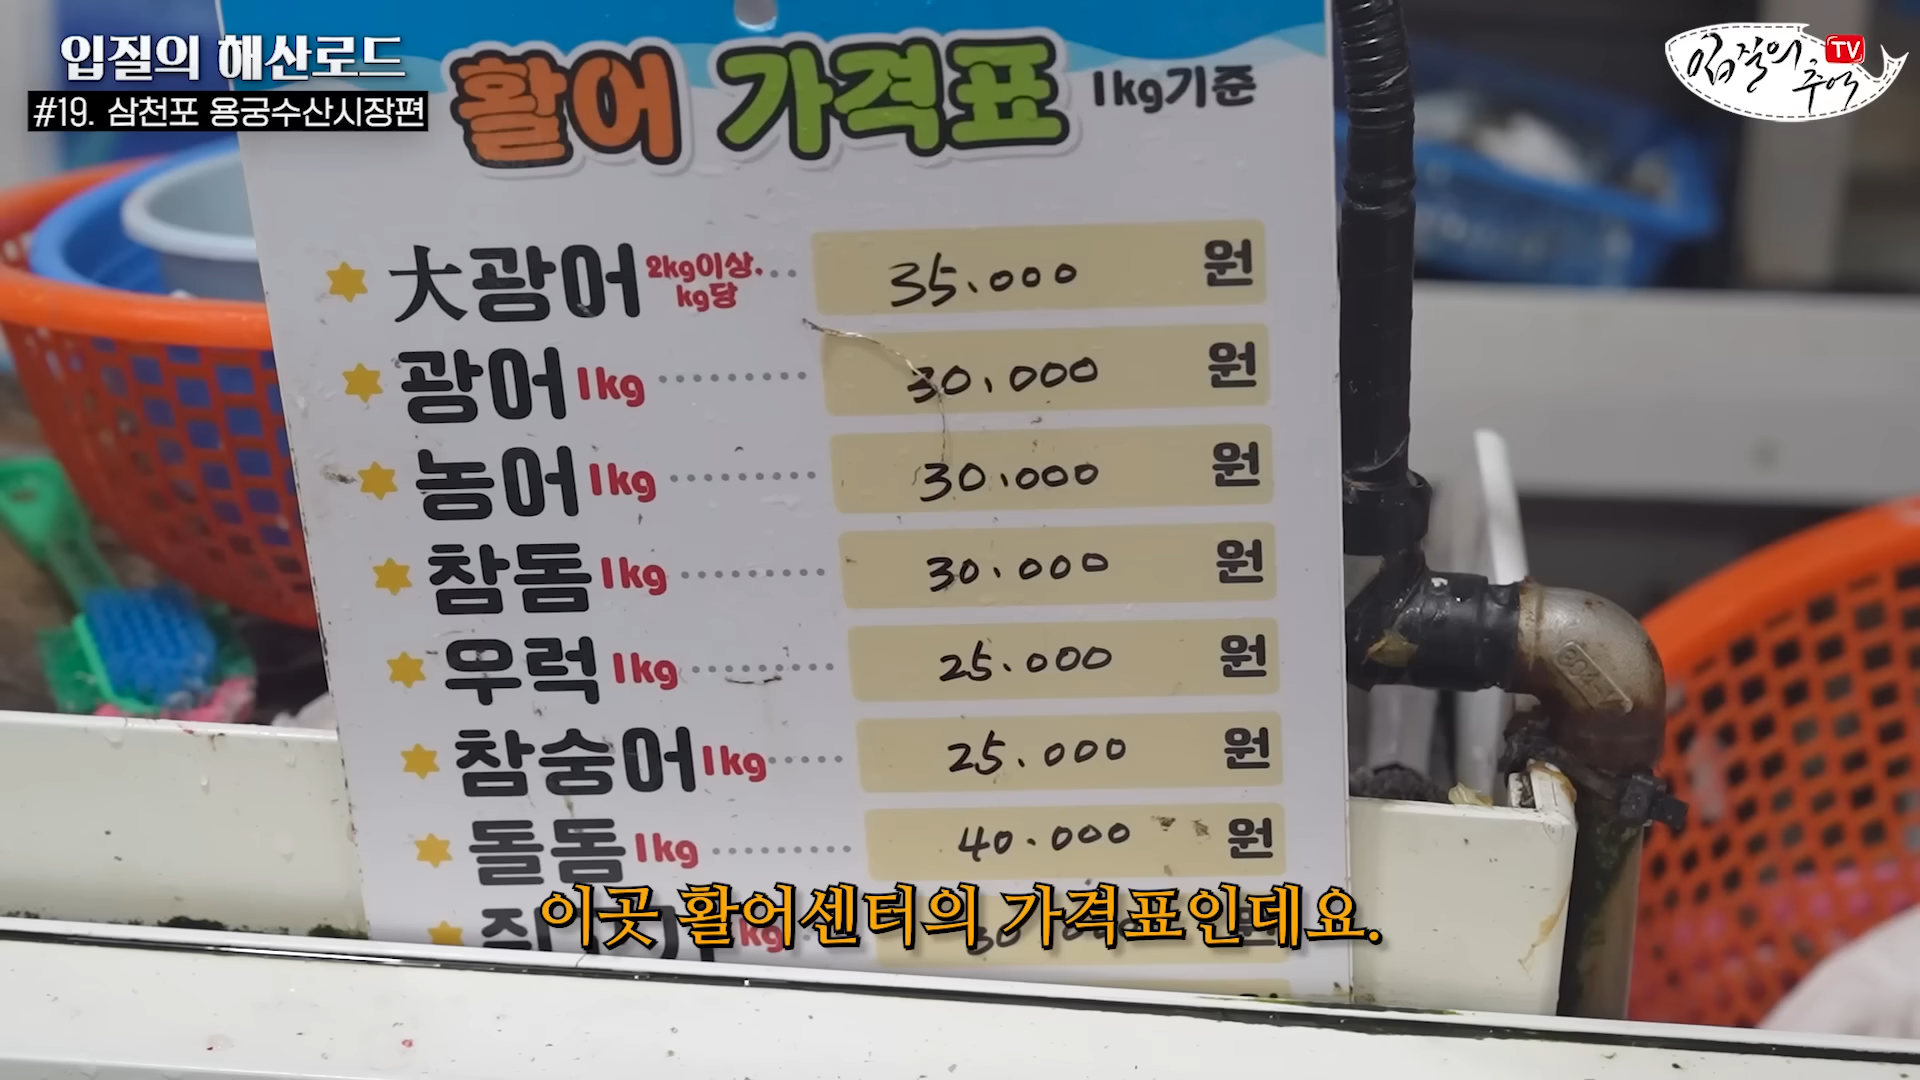 입질의 해산로드
#19. 삼천포 용궁수산시장편
입질의 추억 TV
활어 가격표 1kg기준
大광어 2kg이상. kg당 35.000 원
광어 1kg 30.000 원
농어 1kg 30.000 원
참돔 1kg 30.000 원
우럭 1kg 25.000 원
참숭어 1kg 25.000 원
돌돔 1kg 40.000 원
이곳 활어센터의 가격표인데요.